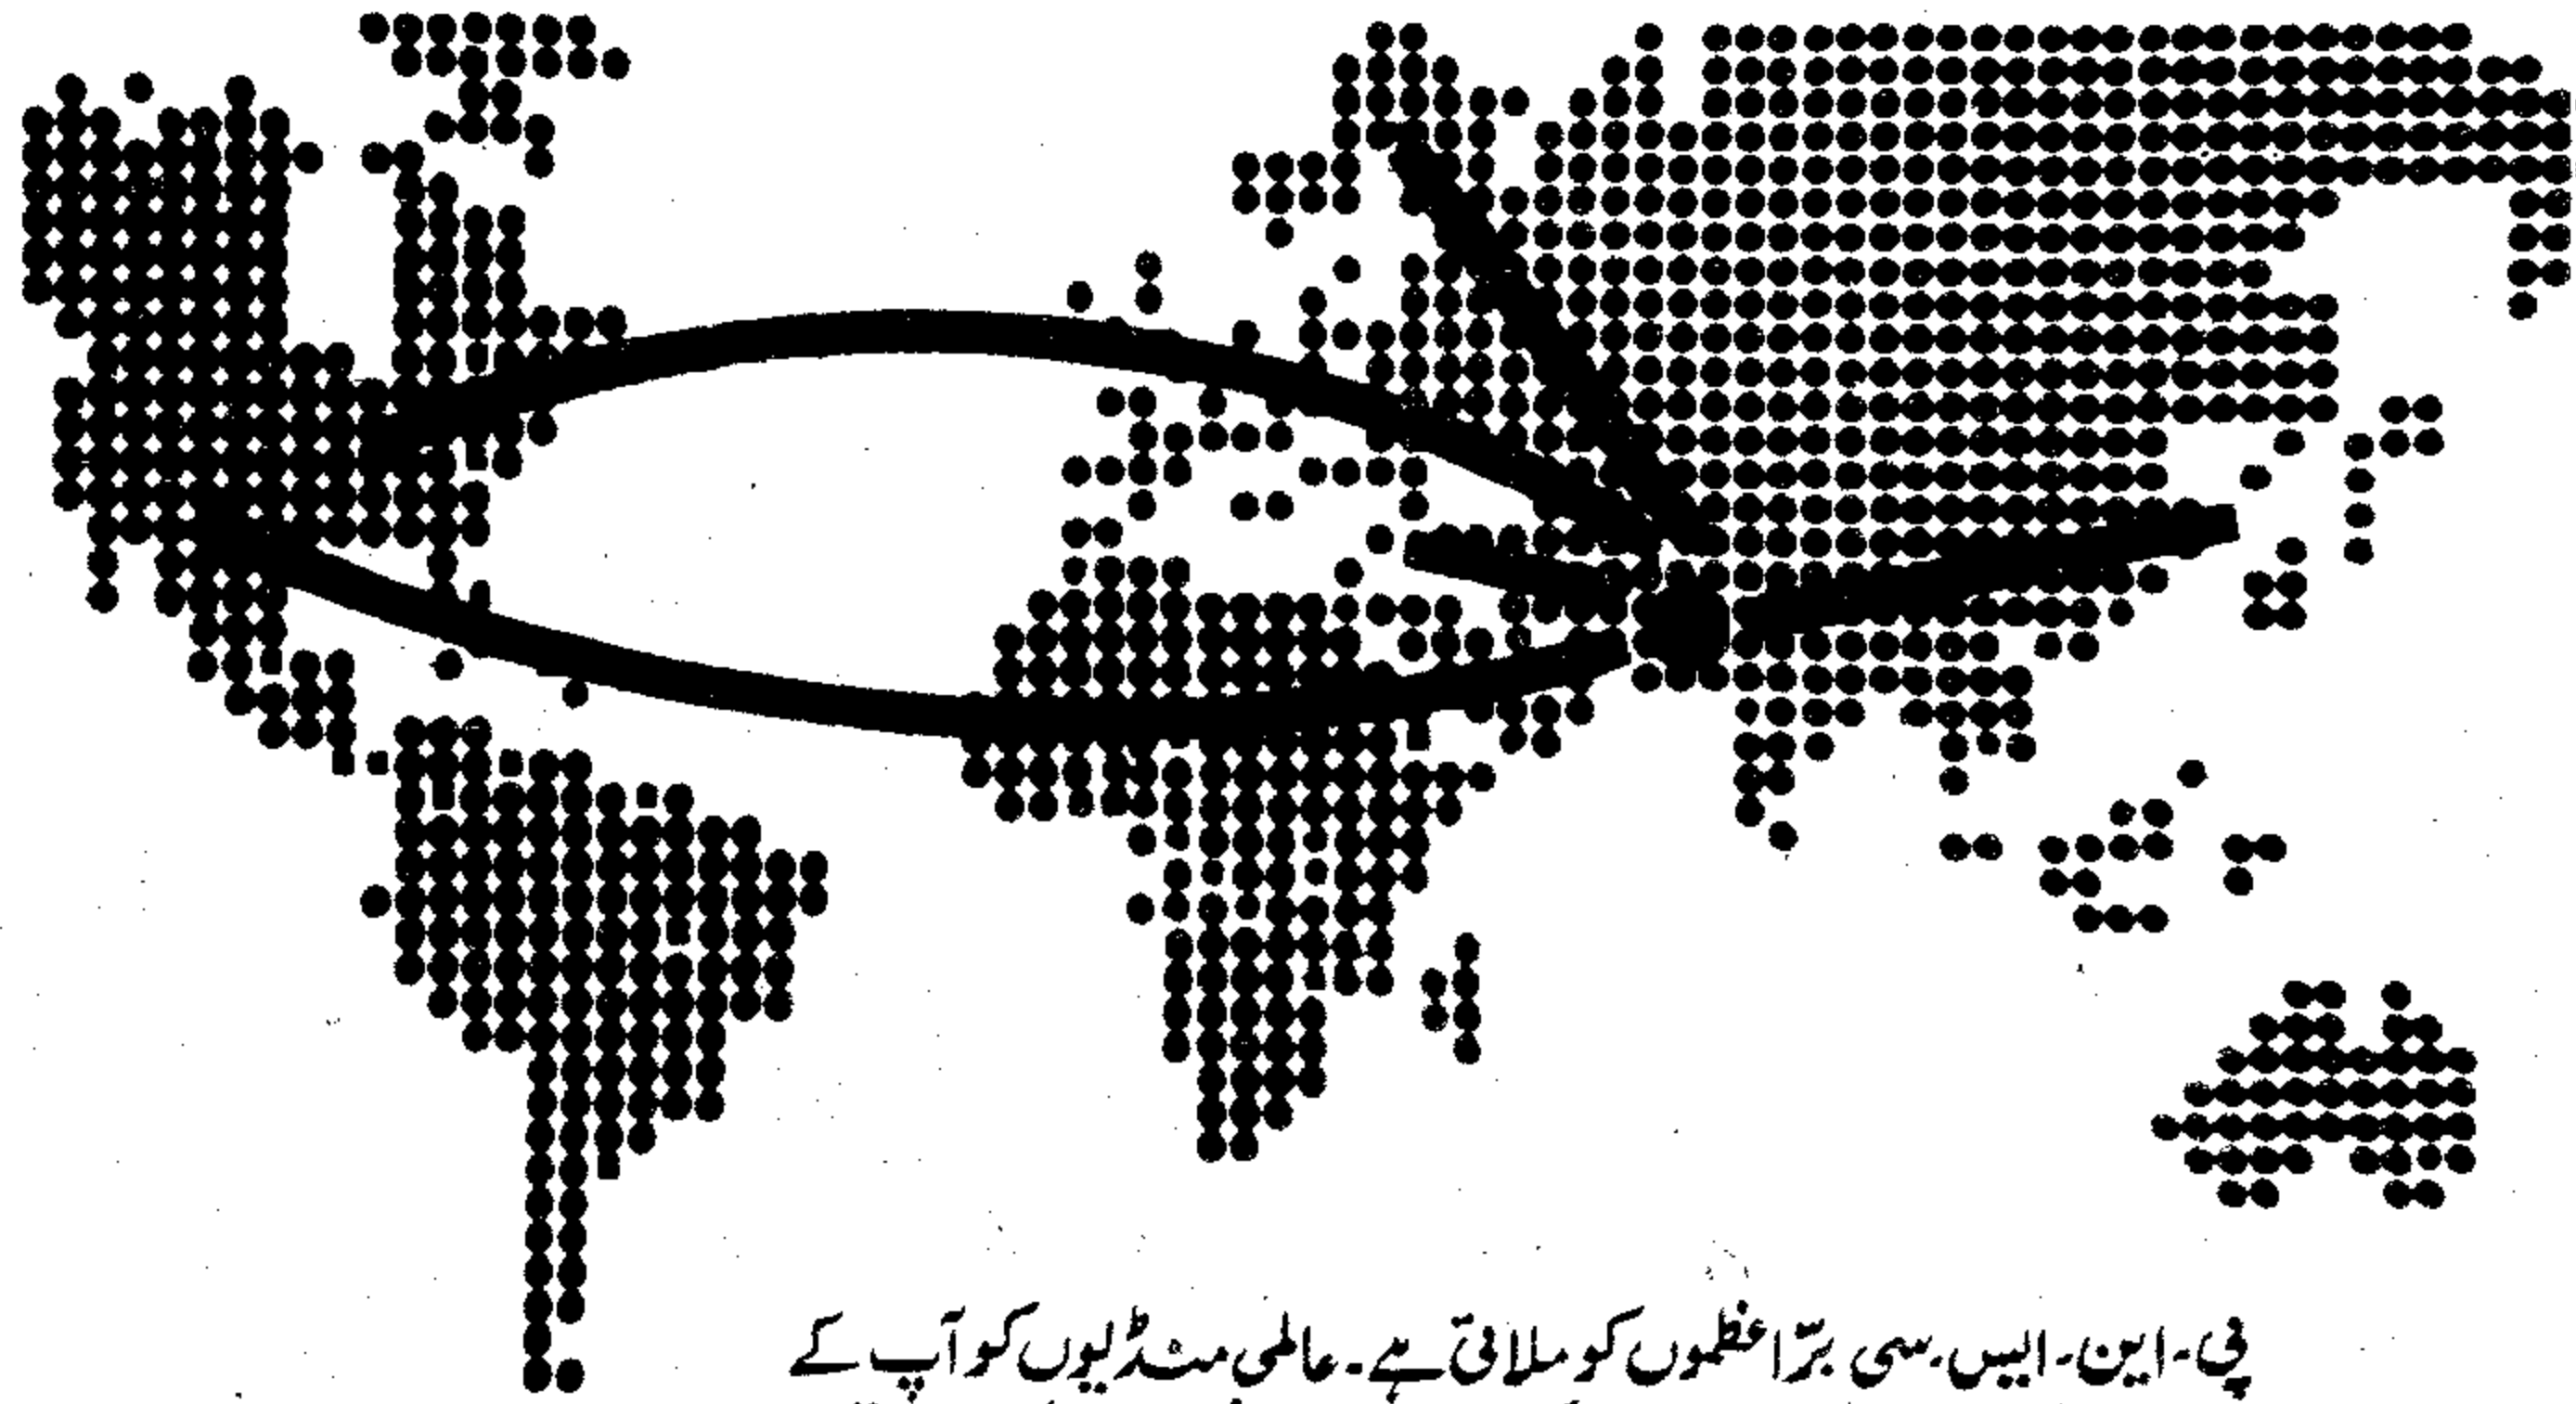 پی۔ این۔ ایس۔ سی برّاعظموں کو ملاتی ہے۔ عالمی منڈیوں کو آپ کے